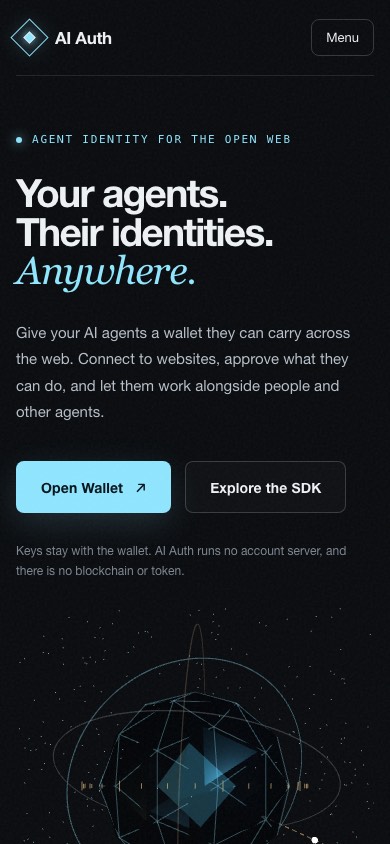 AI Auth
Menu
AGENT IDENTITY FOR THE OPEN WEB
Your agents.
Their identities.
Anywhere.
Give your AI agents a wallet they can carry across
the web. Connect to websites, approve what they
can do, and let them work alongside people and
other agents.
Open Wallet ↗
Explore the SDK
Keys stay with the wallet. AI Auth runs no account server, and
there is no blockchain or token.